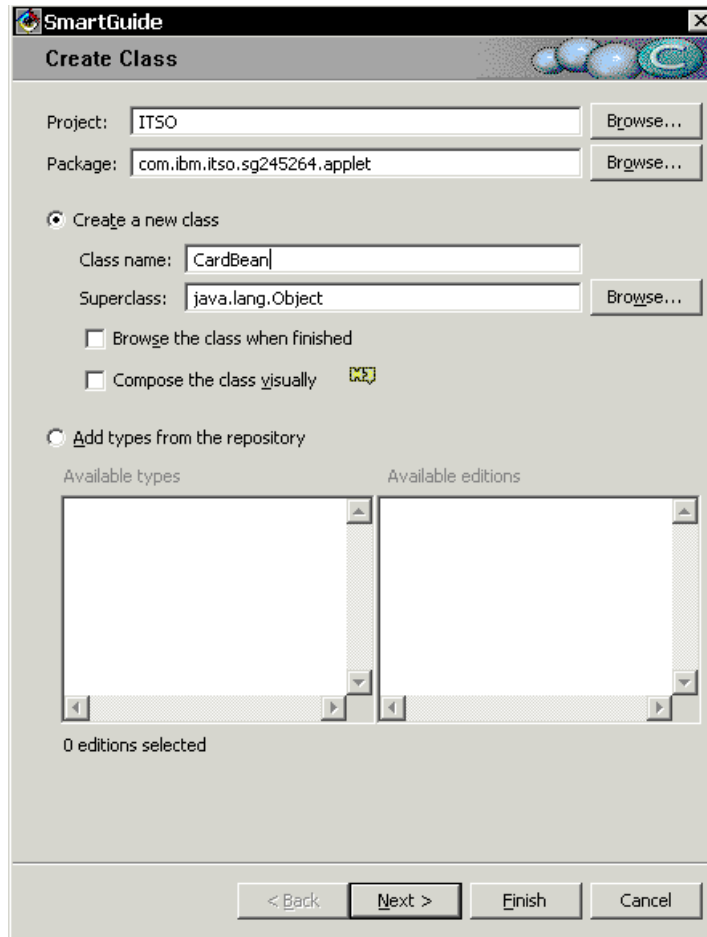 SmartGuide
Create Class
Project: ITSO Browse...
Package: com.ibm.itso.sg245264.applet Browse...
Create a new class
Class name: CardBean
Superclass: java.lang.Object Browse...
Browse the class when finished
Compose the class visually
Add types from the repository
Available types Available editions
0 editions selected
< Back Next > Finish Cancel